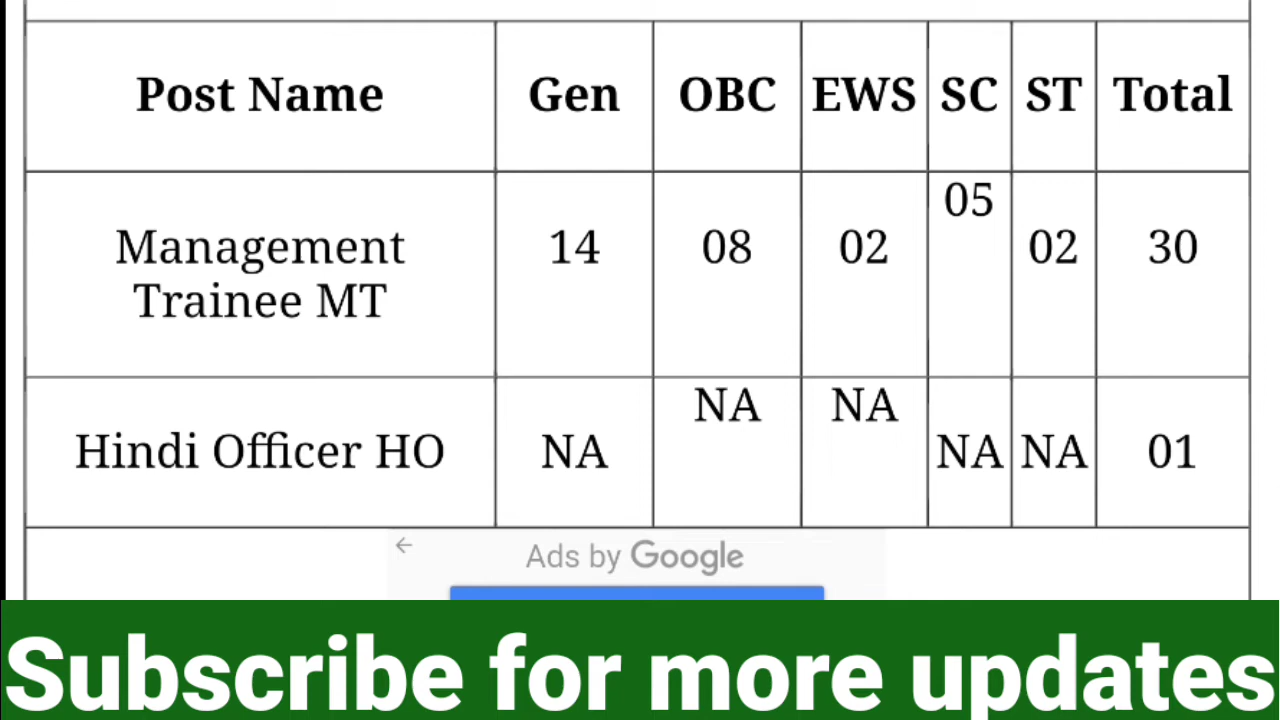 Post Name Gen OBC EWS SC ST Total
Management Trainee MT 14 08 02 05 02 30
Hindi Officer HO NA NA NA NA NA 01
Ads by Google
Subscribe for more updates